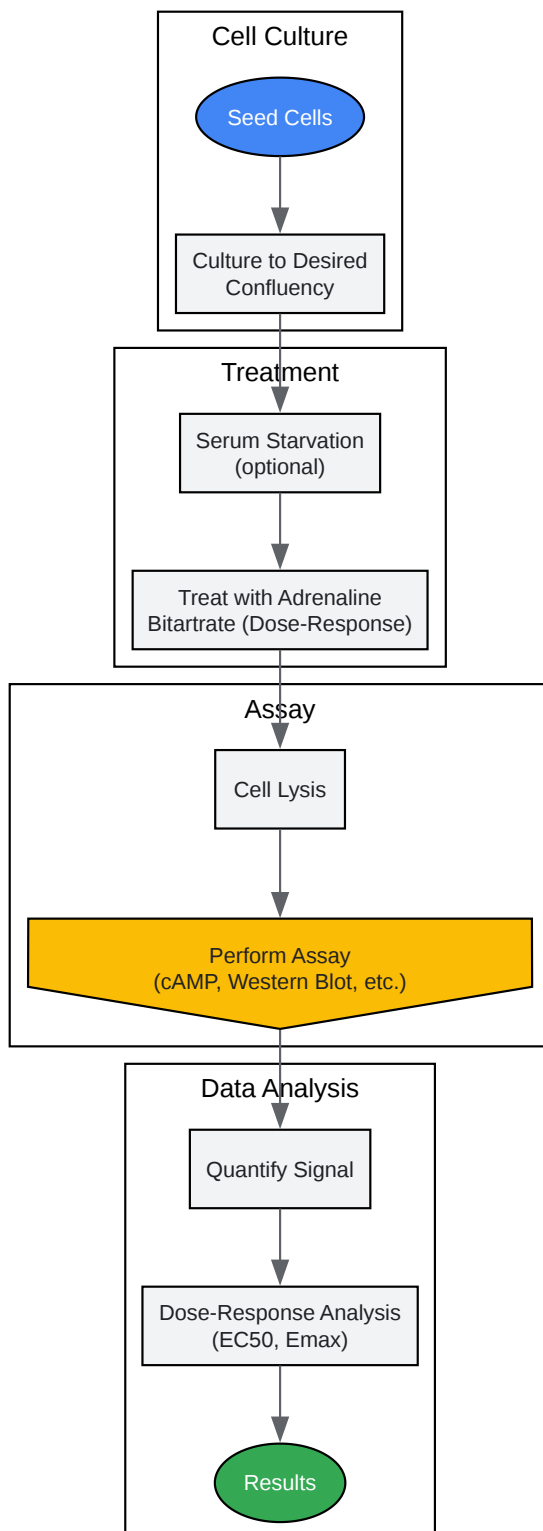 Cell Culture
Seed Cells
Culture to Desired
Confluency
Treatment
Serum Starvation
(optional)
Treat with Adrenaline
Bitartrate (Dose-Response)
Assay
Cell Lysis
Perform Assay
(cAMP, Western Blot, etc.)
Data Analysis
Quantify Signal
Dose-Response Analysis
(EC50, Emax)
Results